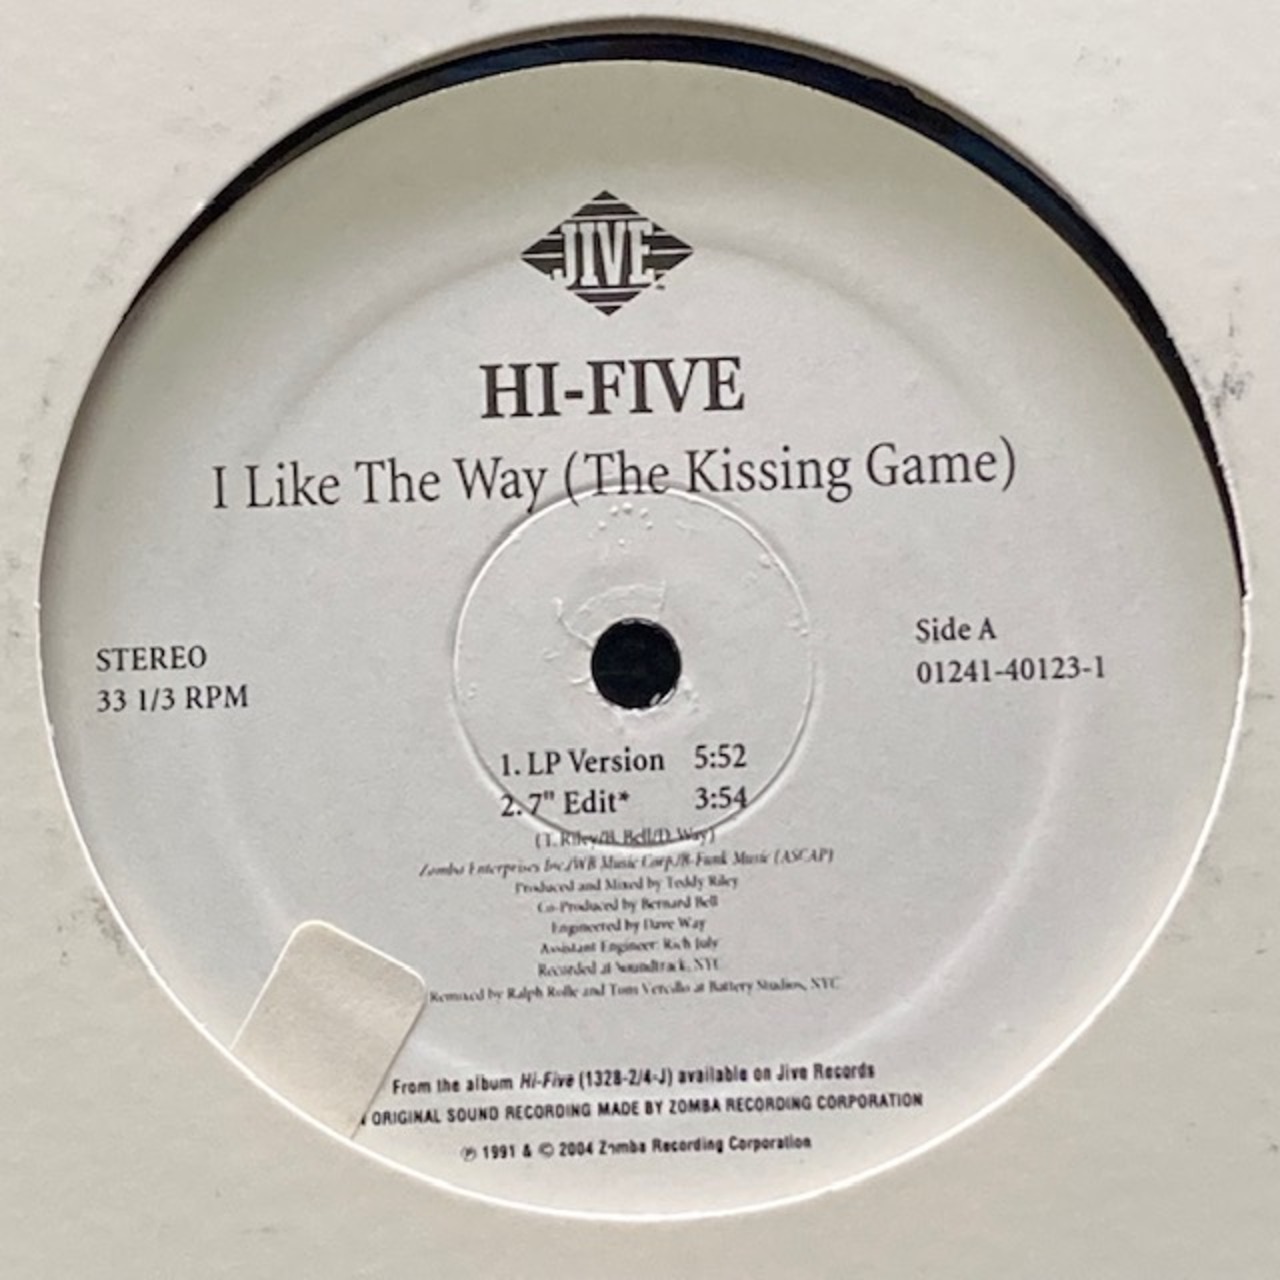 JIVE
HI-FIVE
I Like The Way (The Kissing Game)
STEREO
33 1/3 RPM
Side A
01241-40123-1
1. LP Version 5:52
2. 7" Edit* 3:54
(T. Riley/B. Bell/D. Way)
Zomba Enterprises Inc./WB Music Corp./B-Funk Music (ASCAP)
Produced and Mixed by Teddy Riley
Co-Produced by Bernard Bell
Engineered by Dave Way
Assistant Engineer: Rich July
Recorded at Soundtrack, NYC
Remixed by Ralph Rolle and Tom Vercillo at Battery Studios, NYC
From the album Hi-Five (1328-2/4-J) available on Jive Records
ORIGINAL SOUND RECORDING MADE BY ZOMBA RECORDING CORPORATION
℗ 1991 & © 2004 Zomba Recording Corporation